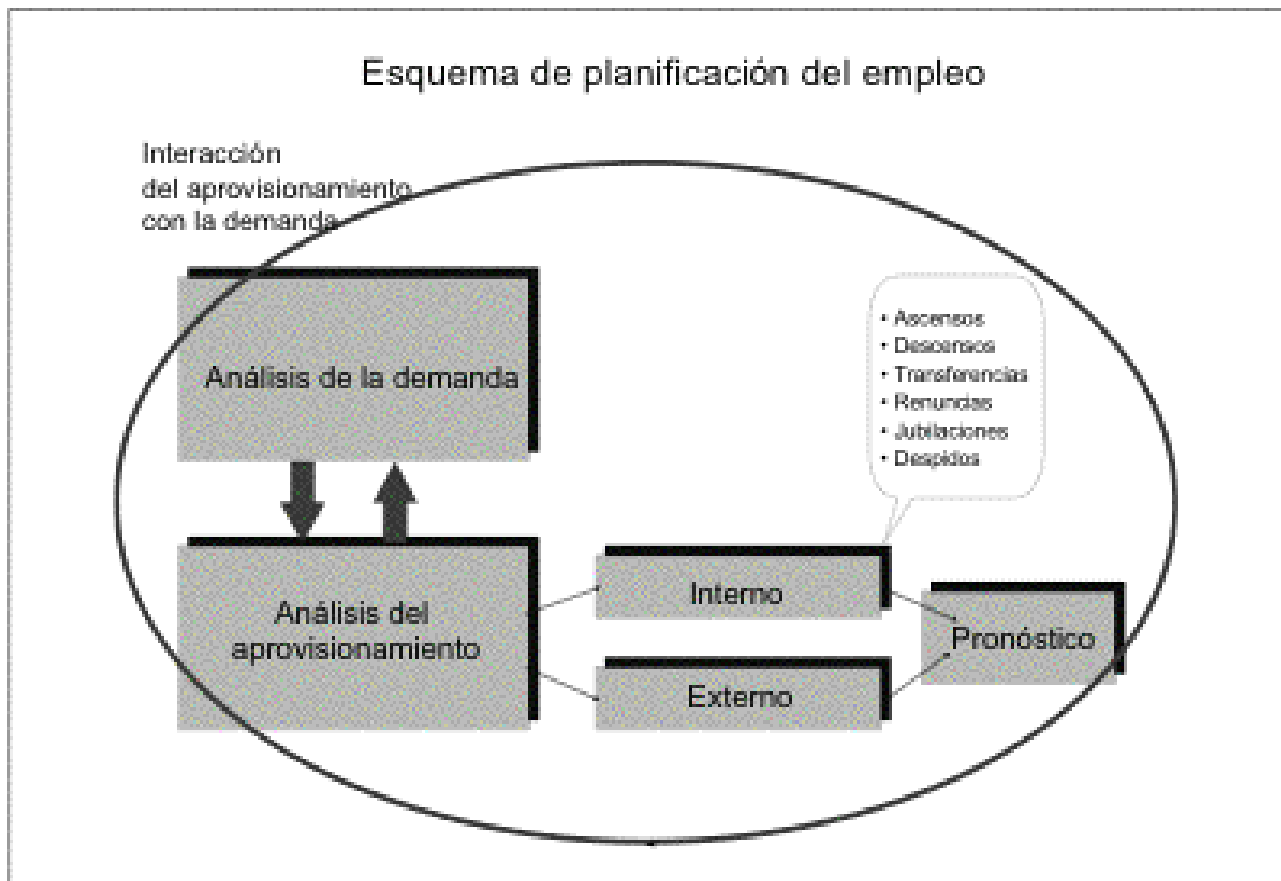 Esquema de planificación del empleo
Interacción
del aprovisionamiento
con la demanda
Análisis de la demanda
• Ascensos
• Descensos
• Transferencias
• Renuncias
• Jubilaciones
• Despidos
Análisis del
aprovisionamiento
Interno
Externo
Pronóstico